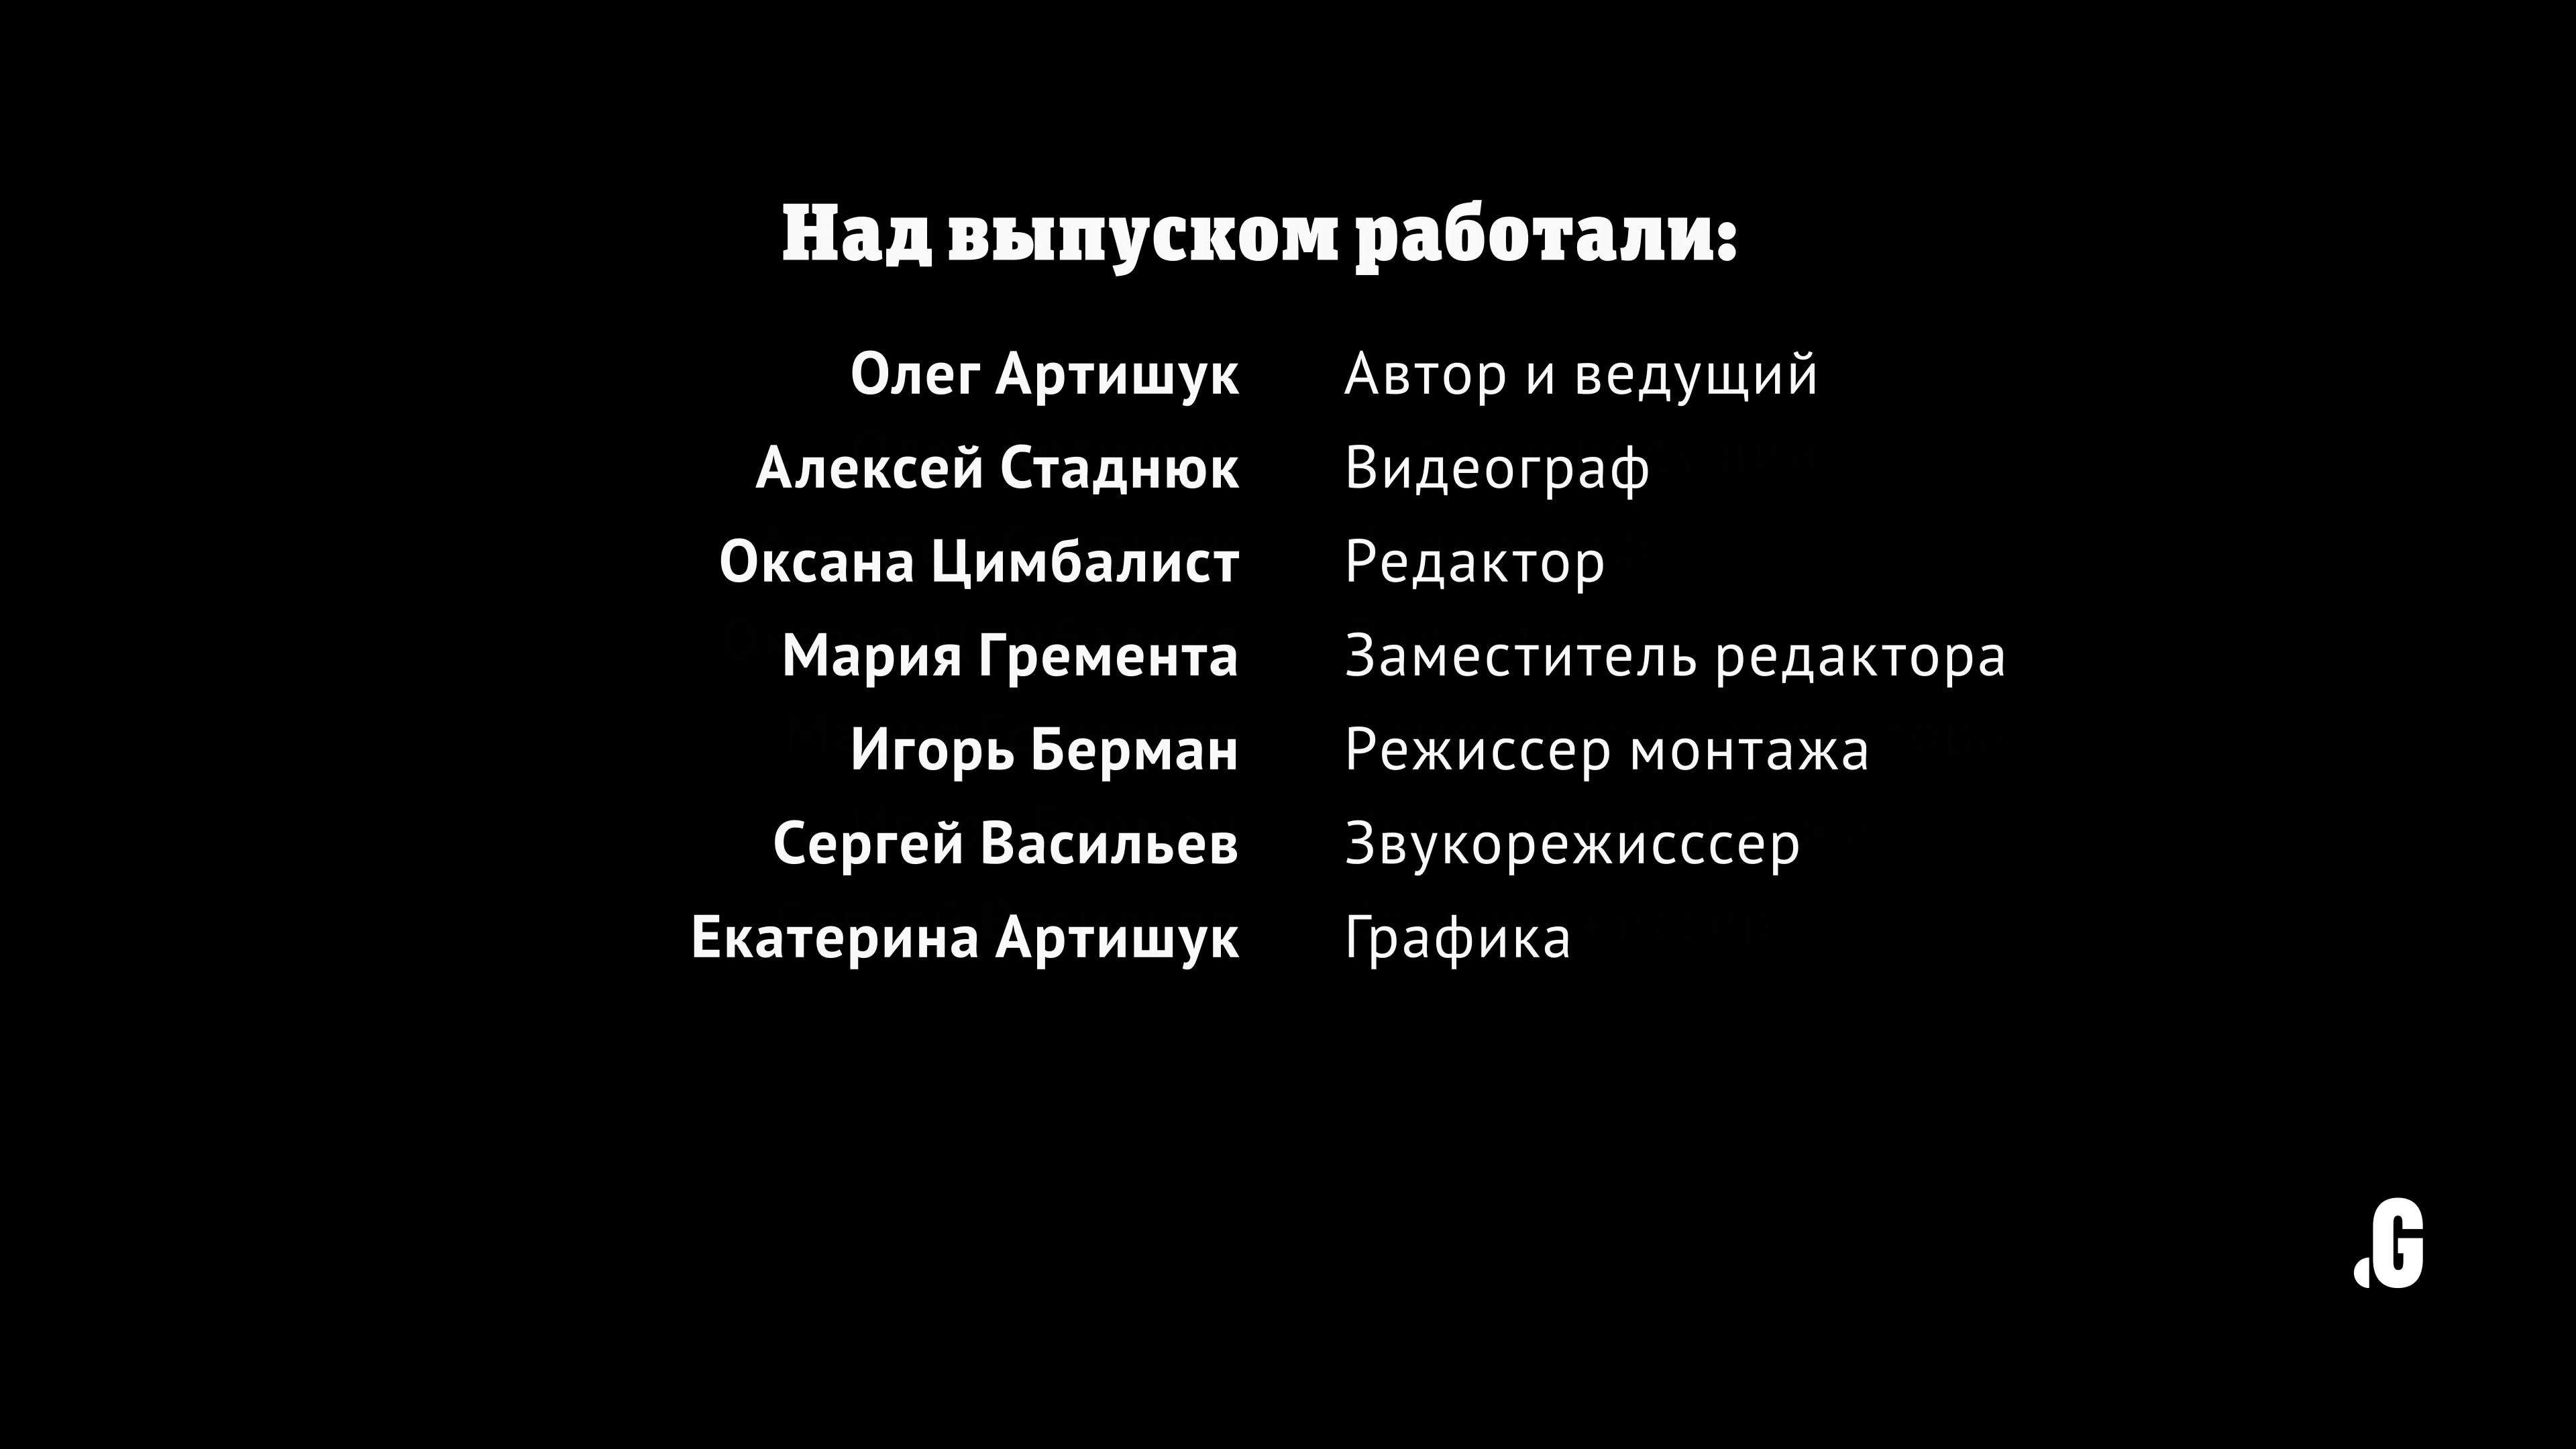 Над выпуском работали:
Олег Артишук Автор и ведущий
Алексей Стаднюк Видеограф
Оксана Цимбалист Редактор
Мария Гремента Заместитель редактора
Игорь Берман Режиссер монтажа
Сергей Васильев Звукорежисссер
Екатерина Артишук Графика
.G